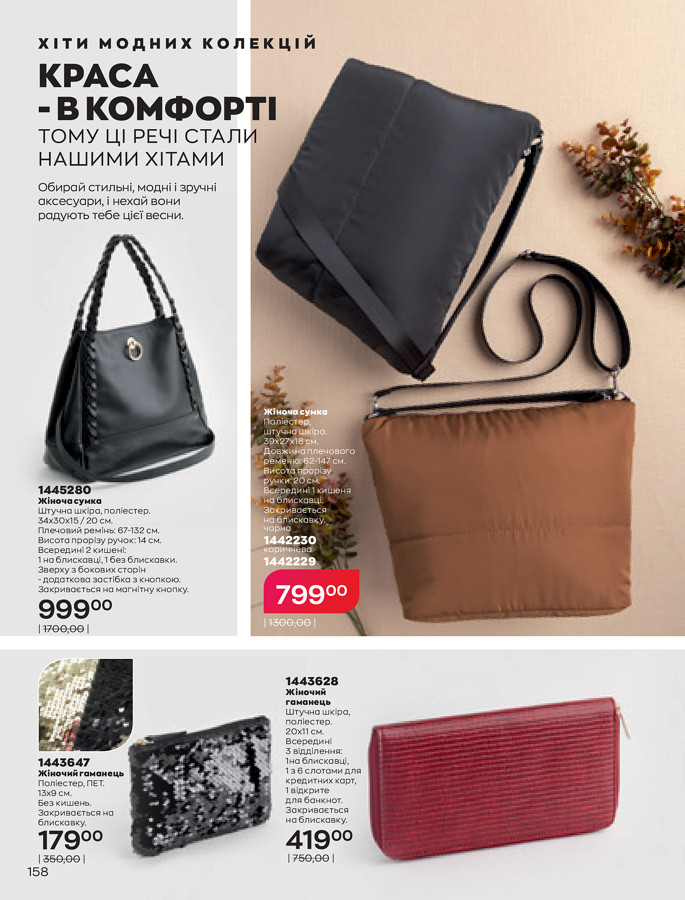 ХІТИ МОДНИХ КОЛЕКЦІЙ
КРАСА
- В КОМФОРТІ
ТОМУ ЦІ РЕЧІ СТАЛИ
НАШИМИ ХІТАМИ
Обирай стильні, модні і зручні
аксесуари, і нехай вони
радують тебе цієї весни.
1445280
Жіноча сумка
Штучна шкіра, поліестер.
34х30х15 / 20 см.
Плечовий ремінь: 67-132 см.
Висота прорізу ручок: 14 см.
Всередині 2 кишені:
1 на блискавці, 1 без блискавки.
Зверху з бокових сторін
- додаткова застібка з кнопкою.
Закривається на магнітну кнопку.
99900
| 1700,00 |
Жіноча сумка
Поліестер,
штучна шкіра.
39х27х18 см.
Довжина плечового
ременю: 62-147 см.
Висота прорізу
ручки: 20 см.
Всередині 1 кишеня
на блискавці.
Закривається
на блискавку.
чорна
1442230
коричнева
1442229
79900
| 1300,00 |
1443647
Жіночий гаманець
Поліестер, ПЕТ.
13х9 см.
Без кишень.
Закривається на
блискавку.
17900
| 350,00 |
1443628
Жіночий
гаманець
Штучна шкіра,
поліестер.
20х11 см.
Всередині
3 відділення:
1на блискавці,
1 з 6 слотами для
кредитних карт,
1 відкрите
для банкнот.
Закривається
на блискавку.
41900
| 750,00 |
158